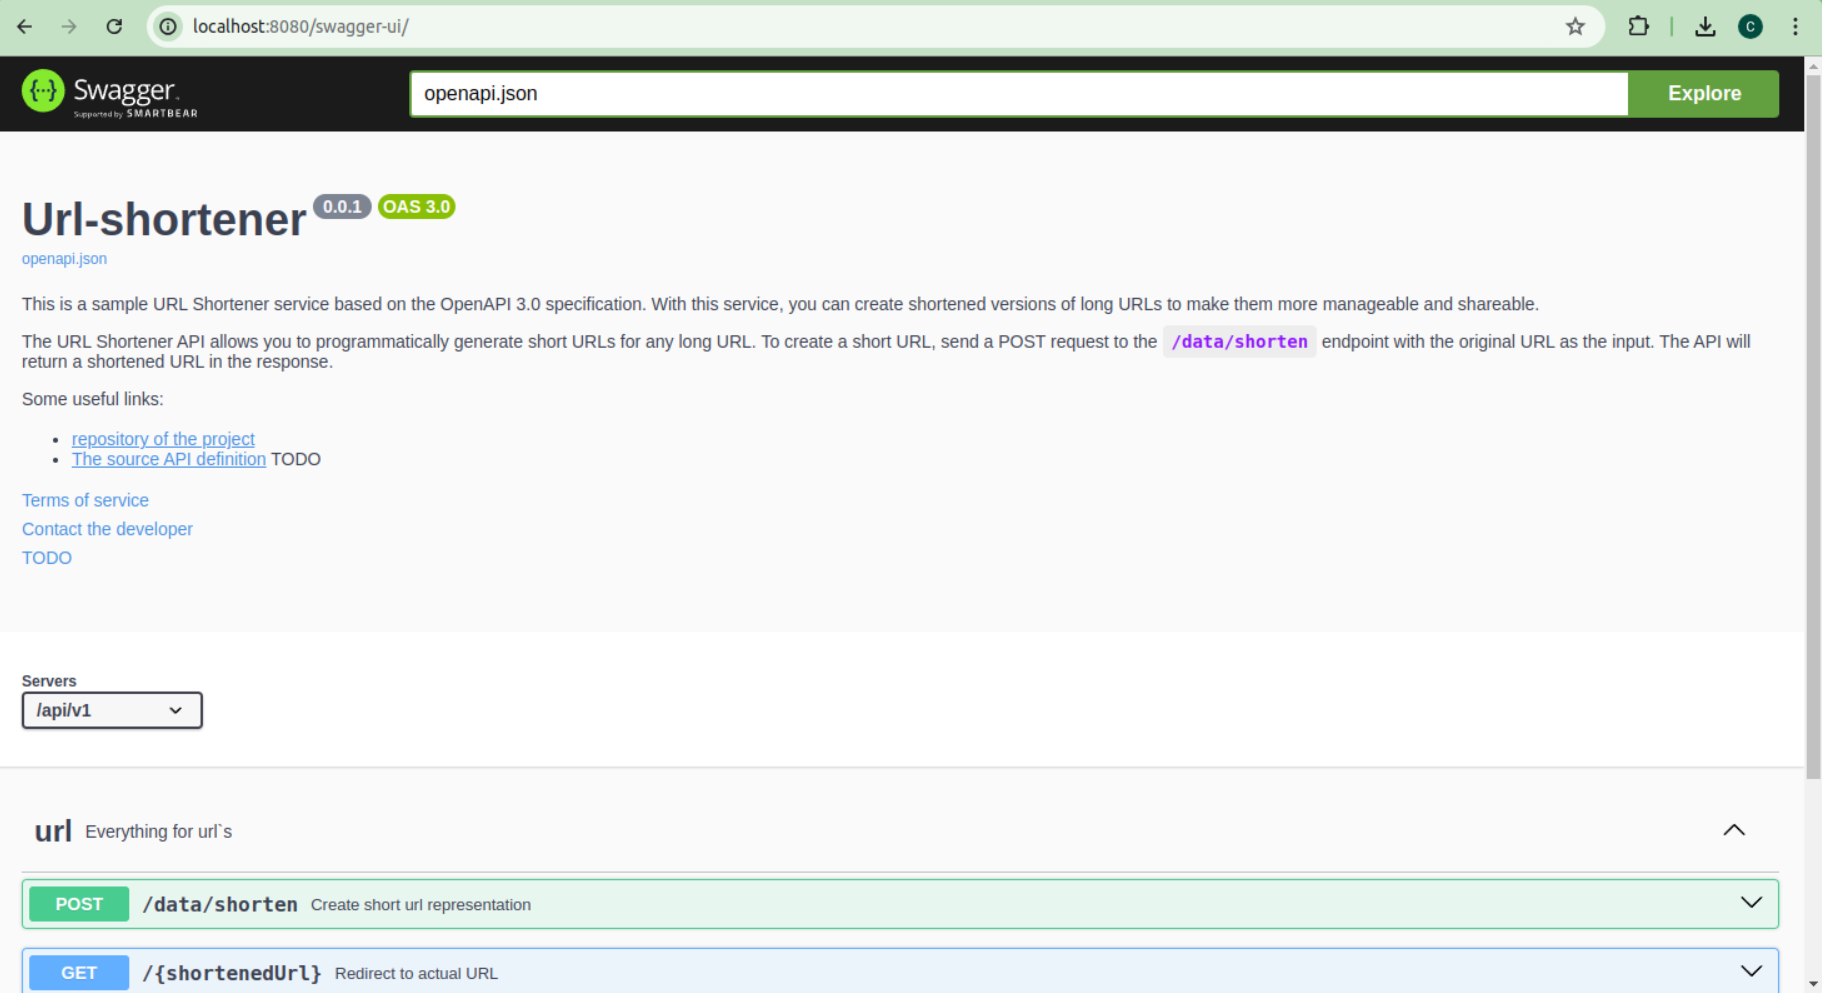 localhost:8080/swagger-ui/
C
{···} Swagger.
Supported by SMARTBEAR
openapi.json
Explore
Url-shortener 0.0.1 OAS 3.0
openapi.json
This is a sample URL Shortener service based on the OpenAPI 3.0 specification. With this service, you can create shortened versions of long URLs to make them more manageable and shareable.
The URL Shortener API allows you to programmatically generate short URLs for any long URL. To create a short URL, send a POST request to the /data/shorten endpoint with the original URL as the input. The API will
return a shortened URL in the response.
Some useful links:
• repository of the project
• The source API definition TODO
Terms of service
Contact the developer
TODO
Servers
/api/v1
url Everything for url`s
POST /data/shorten Create short url representation
GET /{shortenedUrl} Redirect to actual URL